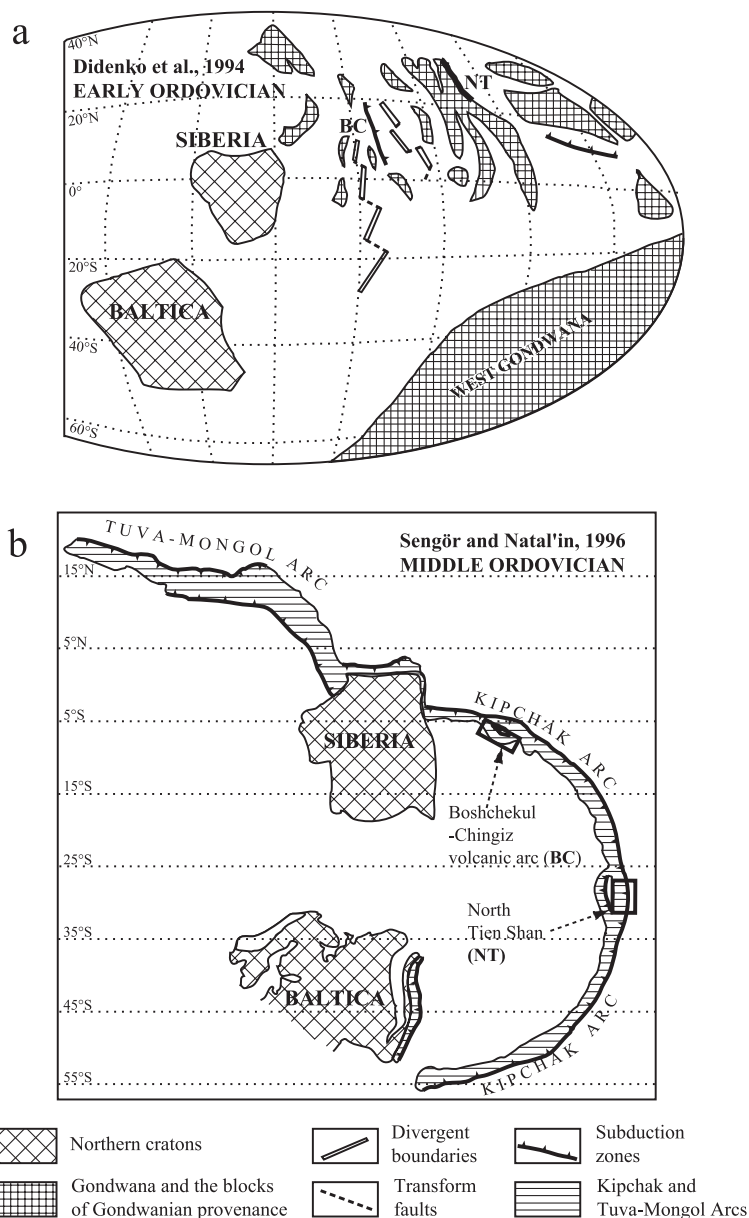 a
40°N
Didenko et al., 1994
EARLY ORDOVICIAN
NT
20°N
BC
SIBERIA
0°
20°S
BALTICA
40°S
WEST GONDWANA
60°S
b
TUVA-MONGOL ARC
Sengör and Natal'in, 1996
MIDDLE ORDOVICIAN
15°N
5°N
KIPCHAK ARC
5°S
SIBERIA
15°S
Boshchekul
-Chingiz
volcanic arc (BC)
25°S
North
Tien Shan
(NT)
35°S
BALTICA
45°S
KIPCHAK ARC
55°S
Northern cratons
Divergent
boundaries
Subduction
zones
Gondwana and the blocks
of Gondwanian provenance
Transform
faults
Kipchak and
Tuva-Mongol Arcs